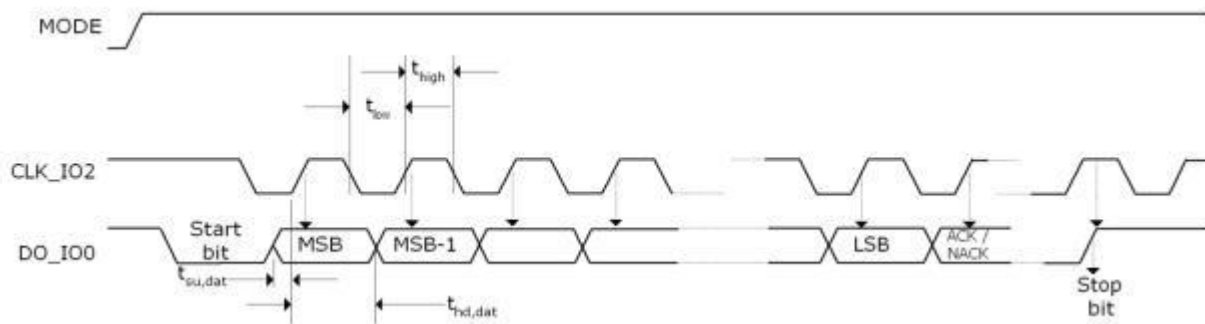 MODE
t_high
t_low
CLK_IO2
Start
bit
MSB
MSB-1
LSB
ACK /
NACK
DO_IO0
t_su,dat
t_hd,dat
Stop
bit